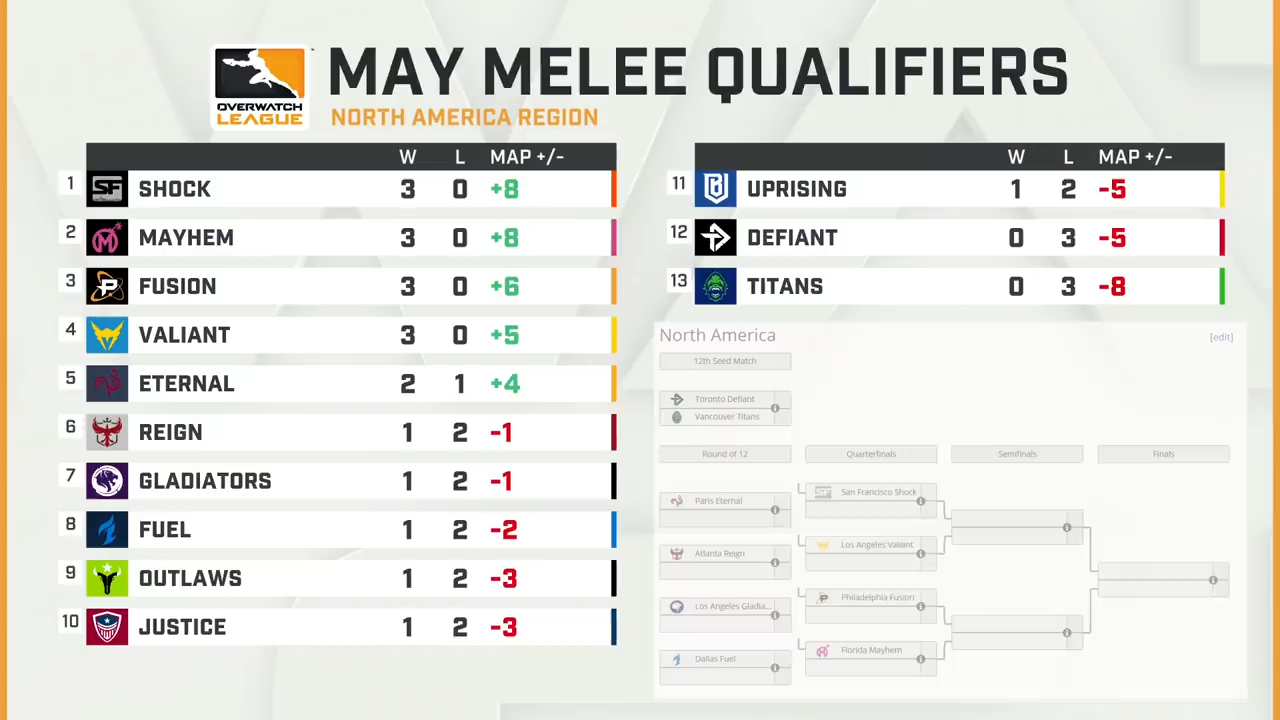 OVERWATCH
LEAGUE
MAY MELEE QUALIFIERS
NORTH AMERICA REGION
W L MAP +/-
1 SF SHOCK 3 0 +8
2 MAYHEM 3 0 +8
3 FUSION 3 0 +6
4 VALIANT 3 0 +5
5 ETERNAL 2 1 +4
6 REIGN 1 2 -1
7 GLADIATORS 1 2 -1
8 FUEL 1 2 -2
9 OUTLAWS 1 2 -3
10 JUSTICE 1 2 -3
W L MAP +/-
11 UPRISING 1 2 -5
12 DEFIANT 0 3 -5
13 TITANS 0 3 -8
North America [edit]
12th Seed Match
Toronto Defiant
Vancouver Titans
Round of 12 Quarterfinals Semifinals Finals
Paris Eternal
SF San Francisco Shock
Atlanta Reign
Los Angeles Valiant
Los Angeles Gladia...
Philadelphia Fusion
Dallas Fuel
Florida Mayhem